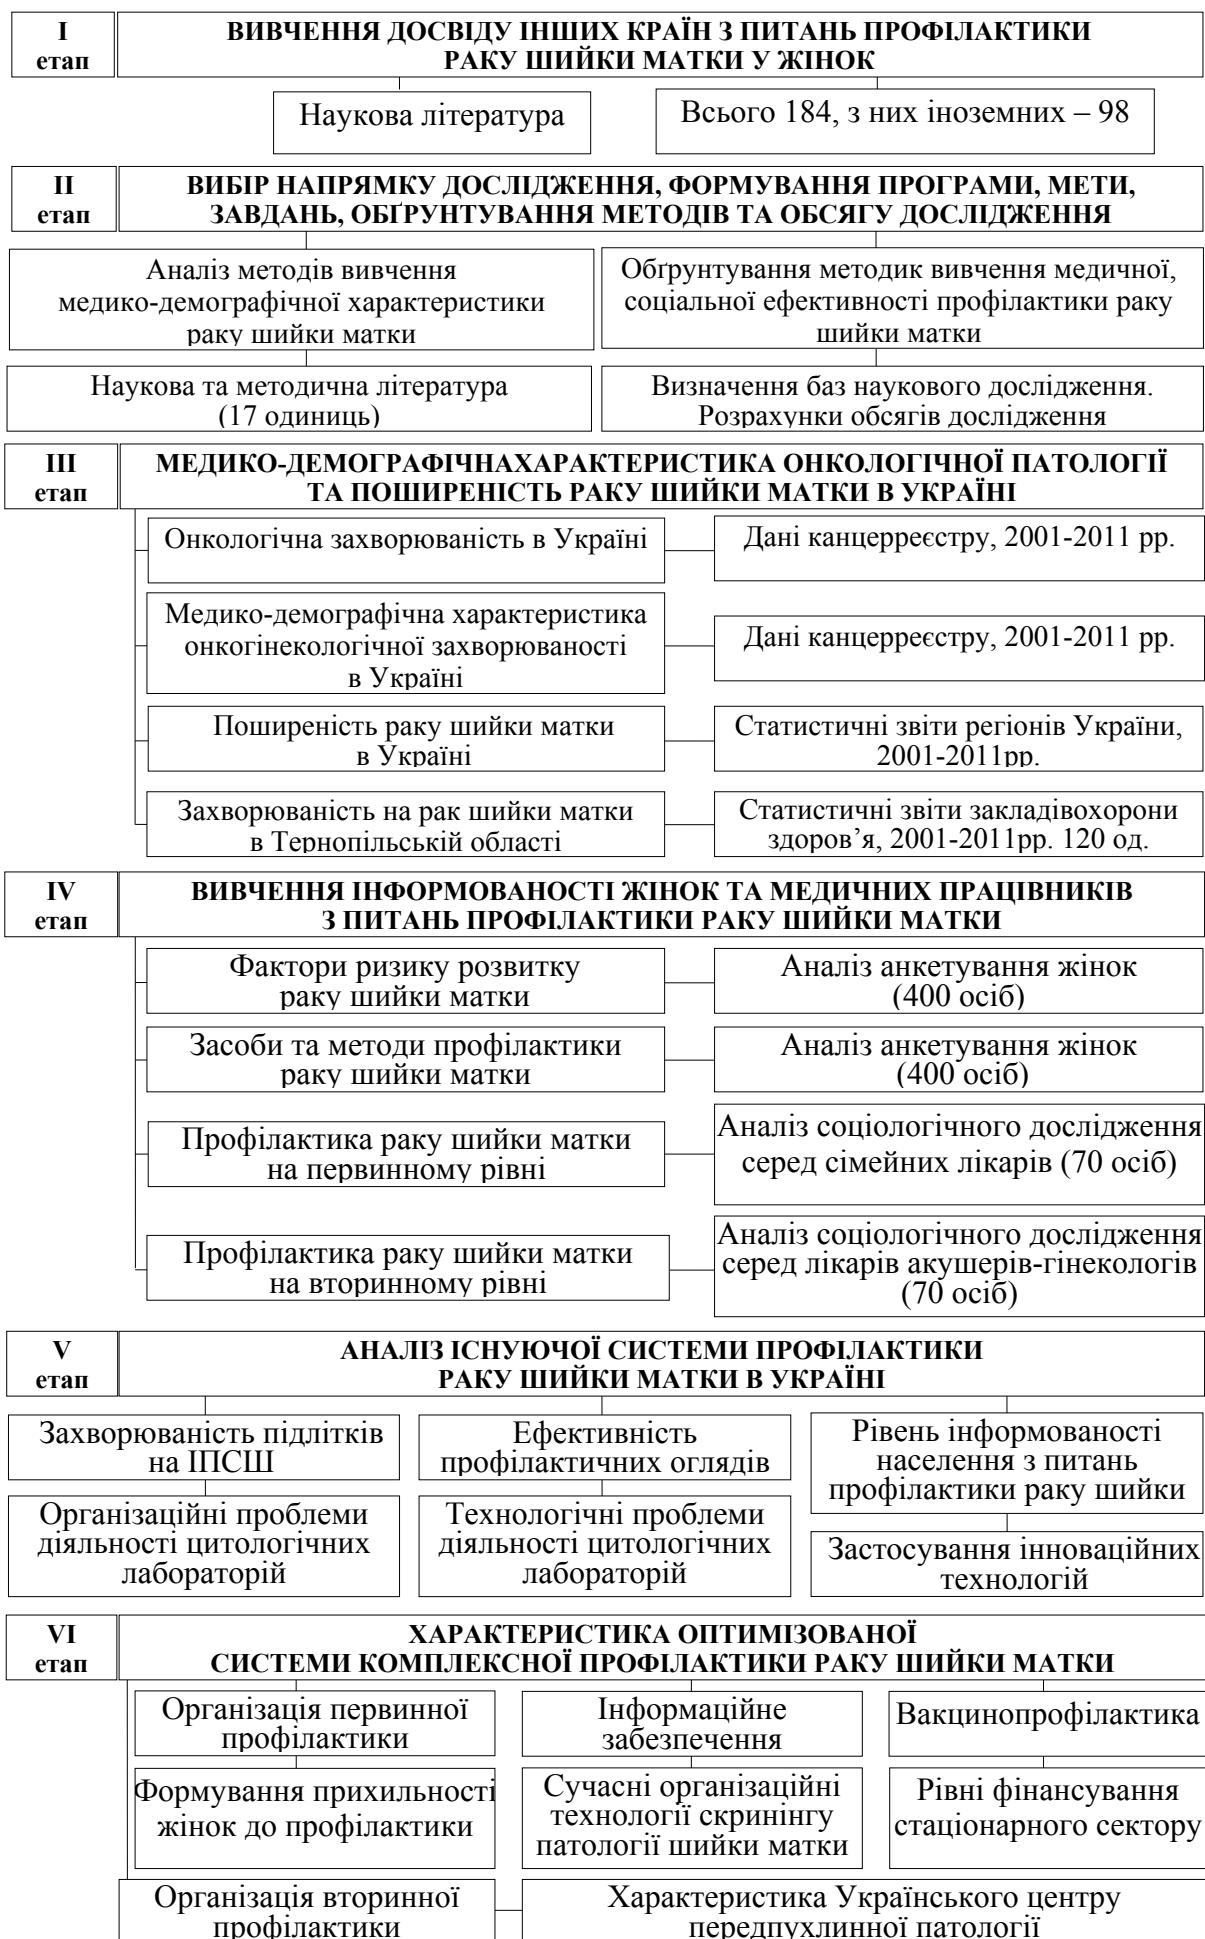 I
етап
ВИВЧЕННЯ ДОСВІДУ ІНШИХ КРАЇН З ПИТАНЬ ПРОФІЛАКТИКИ
РАКУ ШИЙКИ МАТКИ У ЖІНОК
Наукова література
Всього 184, з них іноземних – 98
II
етап
ВИБІР НАПРЯМКУ ДОСЛІДЖЕННЯ, ФОРМУВАННЯ ПРОГРАМИ, МЕТИ,
ЗАВДАНЬ, ОБҐРУНТУВАННЯ МЕТОДІВ ТА ОБСЯГУ ДОСЛІДЖЕННЯ
Аналіз методів вивчення
медико-демографічної характеристики
раку шийки матки
Обґрунтування методик вивчення медичної,
соціальної ефективності профілактики раку
шийки матки
Наукова та методична література
(17 одиниць)
Визначення баз наукового дослідження.
Розрахунки обсягів дослідження
III
етап
МЕДИКО-ДЕМОГРАФІЧНАХАРАКТЕРИСТИКА ОНКОЛОГІЧНОЇ ПАТОЛОГІЇ
ТА ПОШИРЕНІСТЬ РАКУ ШИЙКИ МАТКИ В УКРАЇНІ
Онкологічна захворюваність в Україні
Дані канцерреєстру, 2001-2011 рр.
Медико-демографічна характеристика
онкогінекологічної захворюваності
в Україні
Дані канцерреєстру, 2001-2011 рр.
Поширеність раку шийки матки
в Україні
Статистичні звіти регіонів України,
2001-2011рр.
Захворюваність на рак шийки матки
в Тернопільській області
Статистичні звіти закладівохорони
здоров’я, 2001-2011рр. 120 од.
IV
етап
ВИВЧЕННЯ ІНФОРМОВАНОСТІ ЖІНОК ТА МЕДИЧНИХ ПРАЦІВНИКІВ
З ПИТАНЬ ПРОФІЛАКТИКИ РАКУ ШИЙКИ МАТКИ
Фактори ризику розвитку
раку шийки матки
Аналіз анкетування жінок
(400 осіб)
Засоби та методи профілактики
раку шийки матки
Аналіз анкетування жінок
(400 осіб)
Профілактика раку шийки матки
на первинному рівні
Аналіз соціологічного дослідження
серед сімейних лікарів (70 осіб)
Профілактика раку шийки матки
на вторинному рівні
Аналіз соціологічного дослідження
серед лікарів акушерів-гінекологів
(70 осіб)
V
етап
АНАЛІЗ ІСНУЮЧОЇ СИСТЕМИ ПРОФІЛАКТИКИ
РАКУ ШИЙКИ МАТКИ В УКРАЇНІ
Захворюваність підлітків
на ІПСШ
Ефективність
профілактичних оглядів
Рівень інформованості
населення з питань
профілактики раку шийки
Організаційні проблеми
діяльності цитологічних
лабораторій
Технологічні проблеми
діяльності цитологічних
лабораторій
Застосування інноваційних
технологій
VI
етап
ХАРАКТЕРИСТИКА ОПТИМІЗОВАНОЇ
СИСТЕМИ КОМПЛЕКСНОЇ ПРОФІЛАКТИКИ РАКУ ШИЙКИ МАТКИ
Організація первинної
профілактики
Інформаційне
забезпечення
Вакцинопрофілактика
Формування прихильності
жінок до профілактики
Сучасні організаційні
технології скринінгу
патології шийки матки
Рівні фінансування
стаціонарного сектору
Організація вторинної
профілактики
Характеристика Українського центру
передпухлинної патології